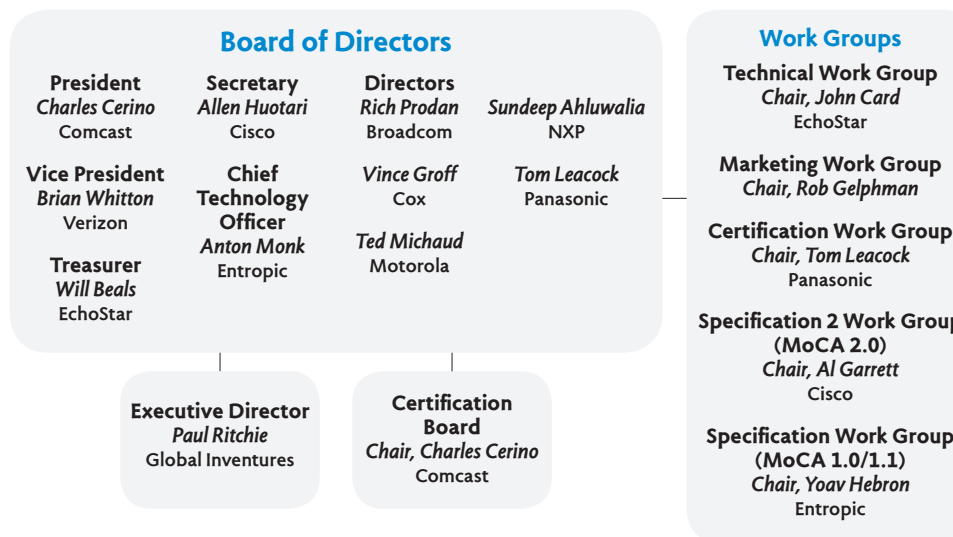 Board of Directors
President
Charles Cerino
Comcast
Vice President
Brian Whitton
Verizon
Treasurer
Will Beals
EchoStar
Secretary
Allen Huotari
Cisco
Chief
Technology
Officer
Anton Monk
Entropic
Directors
Rich Prodan
Broadcom
Vince Groff
Cox
Ted Michaud
Motorola
Sundeep Ahluwalia
NXP
Tom Leacock
Panasonic
Executive Director
Paul Ritchie
Global Inventures
Certification
Board
Chair, Charles Cerino
Comcast
Work Groups
Technical Work Group
Chair, John Card
EchoStar
Marketing Work Group
Chair, Rob Gelphman
Certification Work Group
Chair, Tom Leacock
Panasonic
Specification 2 Work Group
(MoCA 2.0)
Chair, Al Garrett
Cisco
Specification Work Group
(MoCA 1.0/1.1)
Chair, Yoav Hebron
Entropic